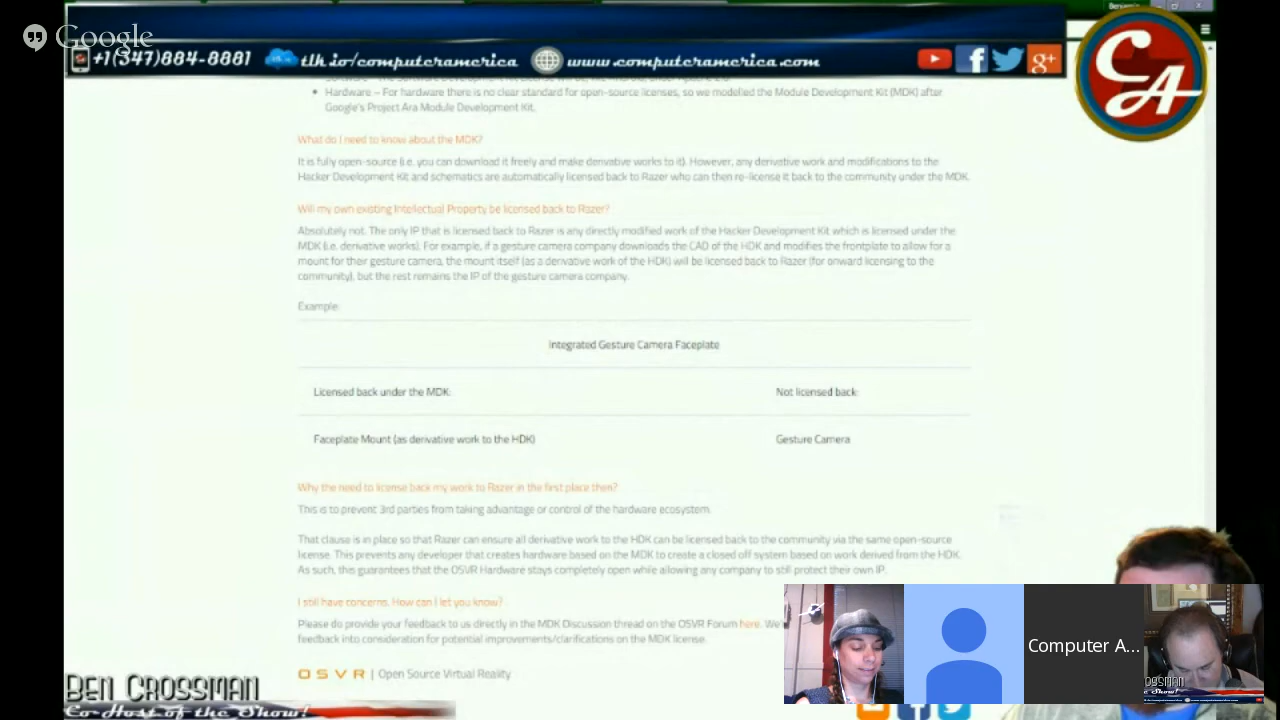 Benjamin
Google
+1(347)884-8881
tlk.io/computeramerica
www.computeramerica.com
g+
CA
Hardware – For hardware there is no clear standard for open-source licenses, so we modelled the Module Development Kit (MDK) after
Google's Project Ara Module Development Kit.
What do I need to know about the MDK?
It is fully open-source (i.e. you can download it freely and make derivative works to it). However, any derivative work and modifications to the
Hacker Development Kit and schematics are automatically licensed back to Razer who can then re-license it back to the community under the MDK.
Will my own existing Intellectual Property be licensed back to Razer?
Absolutely not. The only IP that is licensed back to Razer is any directly modified work of the Hacker Development Kit which is licensed under the
MDK (i.e. derivative works). For example, if a gesture camera company downloads the CAD of the HDK and modifies the frontplate to allow for a
mount for their gesture camera, the mount itself (as a derivative work of the HDK) will be licensed back to Razer (for onward licensing to the
community), but the rest remains the IP of the gesture camera company.
Example:
Integrated Gesture Camera Faceplate
Licensed back under the MDK:
Not licensed back:
Faceplate Mount (as derivative work to the HDK)
Gesture Camera
Why the need to license back my work to Razer in the first place then?
This is to prevent 3rd parties from taking advantage or control of the hardware ecosystem.
That clause is in place so that Razer can ensure all derivative work to the HDK can be licensed back to the community via the same open-source
license. This prevents any developer that creates hardware based on the MDK to create a closed off system based on work derived from the HDK.
As such, this guarantees that the OSVR Hardware stays completely open while allowing any company to still protect their own IP.
I still have concerns. How can I let you know?
Please do provide your feedback to us directly in the MDK Discussion thread on the OSVR Forum here. We'
feedback into consideration for potential improvements/clarifications on the MDK license.
OSVR | Open Source Virtual Reality
Computer A...
Ben Crossman
Co-Host of the Show!